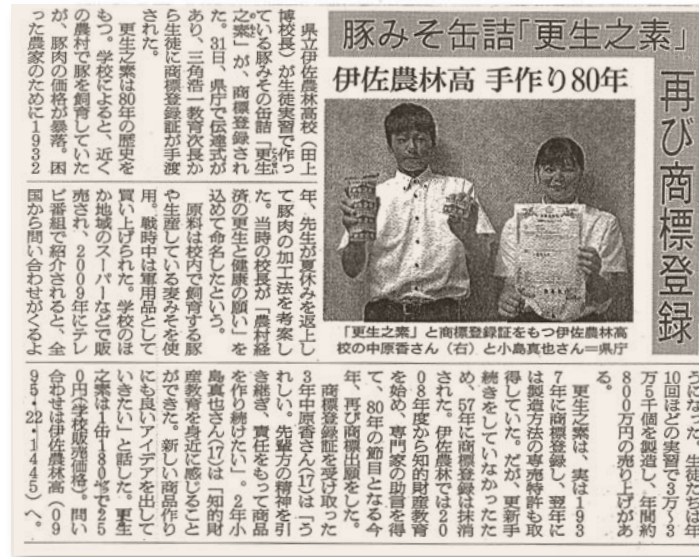 豚みそ缶詰「更生之素」
再び商標登録
伊佐農林高 手作り80年
「更生之素」と商標登録証をもつ伊佐農林高
校の中原香さん（右）と小島真也さん＝県庁
県立伊佐農林高校（田上
博校長）が生徒実習で作っ
ている豚みその缶詰「更生
之素」が、商標登録され
た。31日、県庁で伝達式が
あり、三角浩一教育次長か
ら生徒に商標登録証が手渡
された。
更生之素は80年の歴史を
もつ。学校によると、近く
の農村で豚を飼育していた
が、豚肉の価格が暴落。困
った農家のために1932
年、先生が夏休みを返上し
て豚肉の加工法を考案し
た。当時の校長が「農村経
済の更生と健康の願い」を
込めて命名したという。
原料は校内で飼育する豚
や生産している麦みそを使
用。戦時中は軍用品として
買い上げられた。学校のほ
か地域のスーパーなどで販
売され、2009年にテレ
ビ番組で紹介されると、全
国から問い合わせがくるよ
うになった。生徒たちは年
10回ほどの実習で3万〜3
万5千個を製造し、年間約
800万円の売り上げがあ
る。
更生之素は、実は193
7年に商標登録し、翌年に
は製造方法の専売特許も取
得していた。だが、更新手
続きをしていなかったた
め、57年に商標登録は抹消
された。伊佐農林では20
08年度から知的財産教育
を始め、専門家の助言を得
て、80年の節目となる今
年、再び商標出願をした。
商標登録証を受け取った
3年中原香さん(17)は「う
れしい。先輩方の精神を引
き継ぎ、責任をもって商品
を作り続けたい」。2年小
島真也さん(17)は「知的財
産教育を身近に感じること
ができた。新しい商品作り
にも良いアイデアを出して
いきたい」と話した。更生
之素は1缶180㌘で25
0円（学校販売価格）。問い
合わせは伊佐農林高（09
95・22・1445）へ。